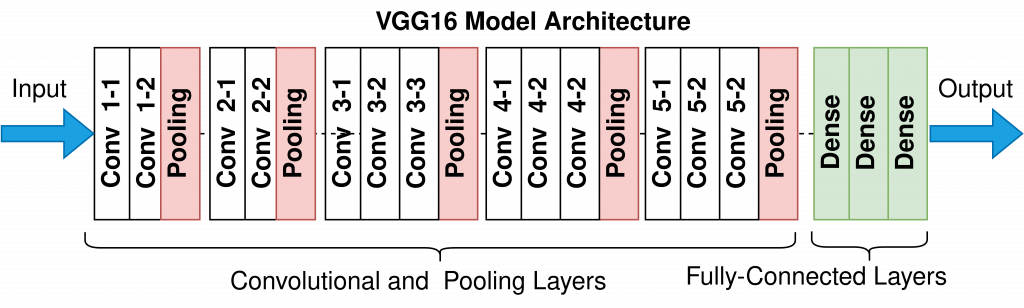 VGG16 Model Architecture
Input
Conv 1-1
Conv 1-2
Pooling
Conv 2-1
Conv 2-2
Pooling
Conv 3-1
Conv 3-2
Conv 3-3
Pooling
Conv 4-1
Conv 4-2
Conv 4-2
Pooling
Conv 5-1
Conv 5-2
Conv 5-2
Pooling
Dense
Dense
Dense
Output
Convolutional and Pooling Layers
Fully-Connected Layers